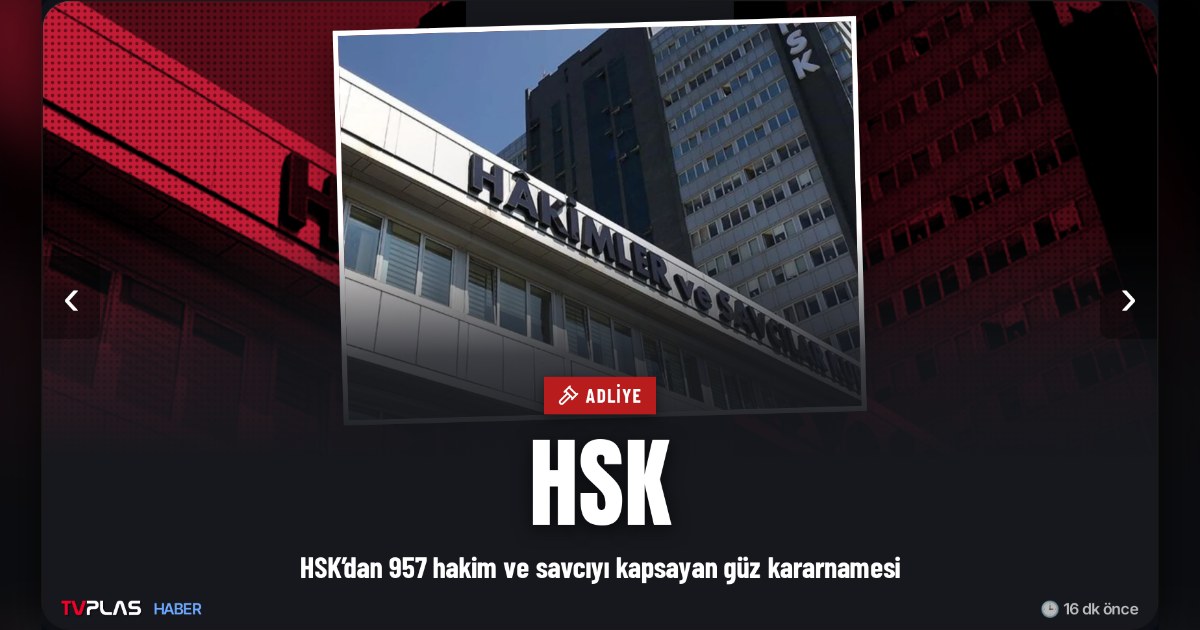 HSK
HÂKİMLER ve SAVCILAR
ADLİYE
HSK
HSK'dan 957 hakim ve savcıyı kapsayan güz kararnamesi
TVPLAS HABER
16 dk önce